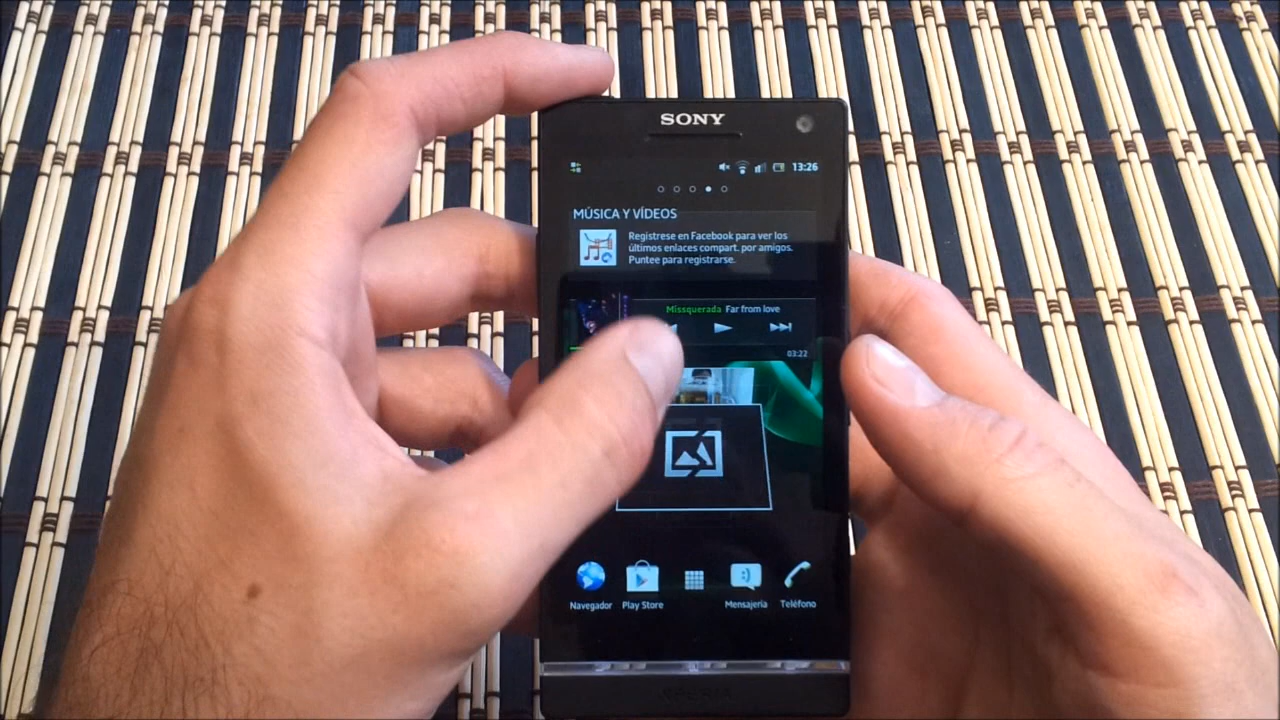 SONY
13:26
MÚSICA Y VÍDEOS
Regístrese en Facebook para ver los
últimos enlaces compart. por amigos.
Puntee para registrarse.
Missquerada Far from love
03:22
Navegador Play Store Mensajería Teléfono
XPERIA